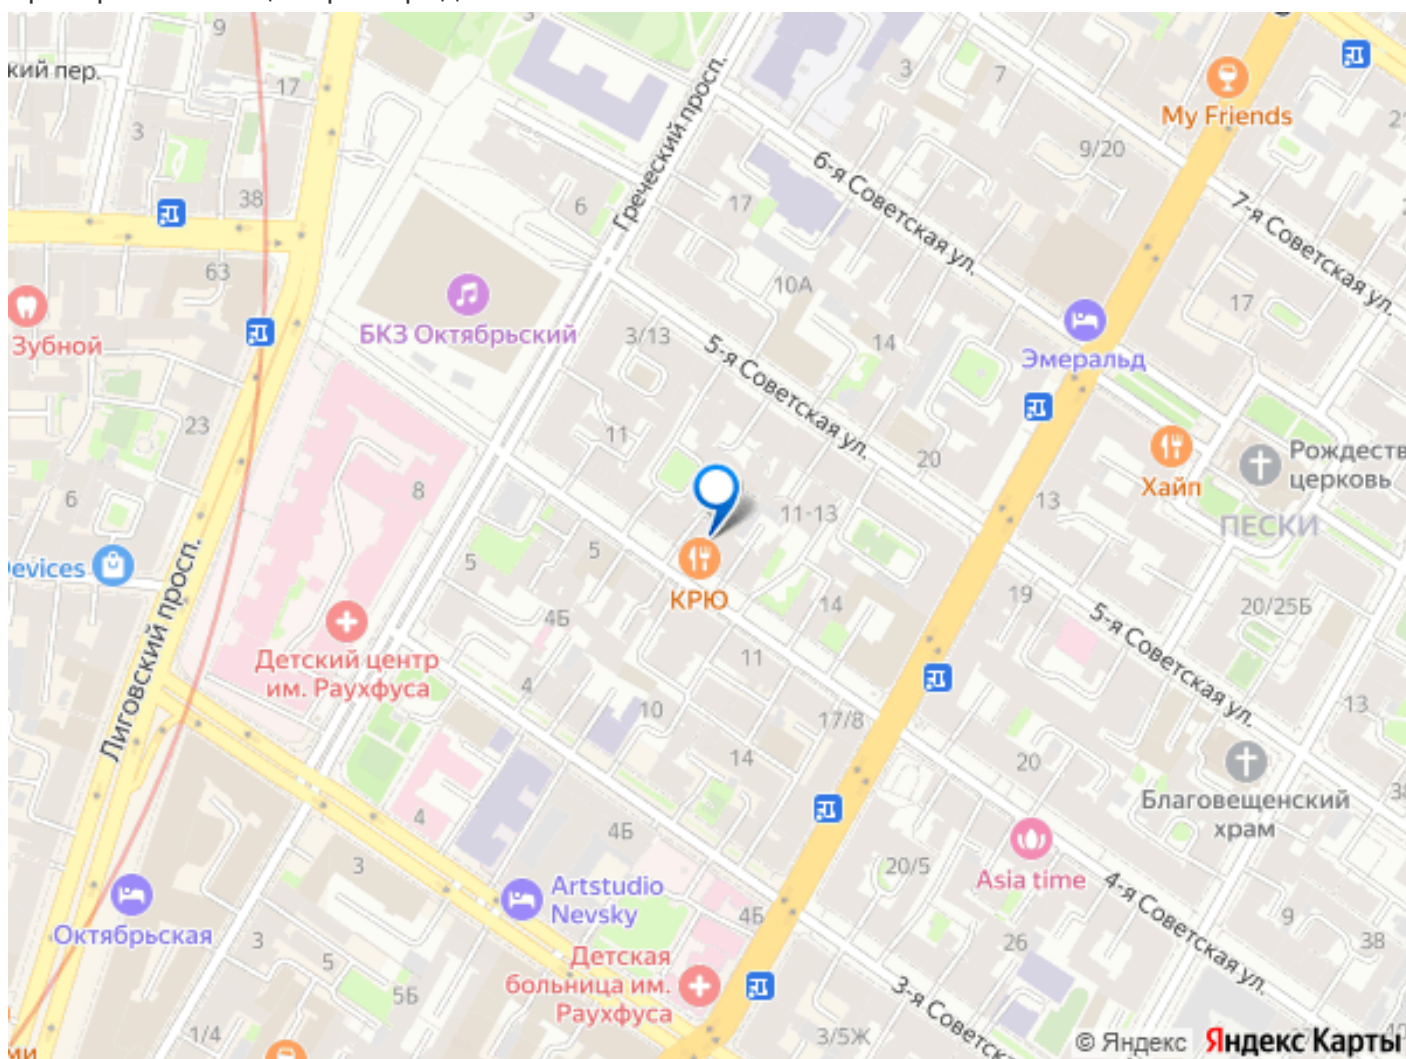 9
кий пер.
17
3
7
3
My Friends
9/20
6-я Советская ул.
Греческий просп.
38
6
17
7-я Советская ул.
63
10А
17
БКЗ Октябрьский
3/13
14
Зубной
5-я Советская ул.
Эмеральд
23
11
20
Рождеств
церковь
Хайп
8
6
11-13
13
ПЕСКИ
5
5
evices
КРЮ
19
20/25Б
4Б
14
5-я Советская ул.
Лиговский просп.
Детский центр
им. Раухфуса
11
4
10
17/8
13
14
20
Благовещенский
храм
4
4Б
3
20/5
Asia time
4-я Советская ул.
Artstudio
Nevsky
4Б
9
Октябрьская
3
26
38
5
Детская
больница им.
Раухфуса
5Б
3-я Советск
1/4
3/5Ж
ми
© Яндекс
Яндекс Карты